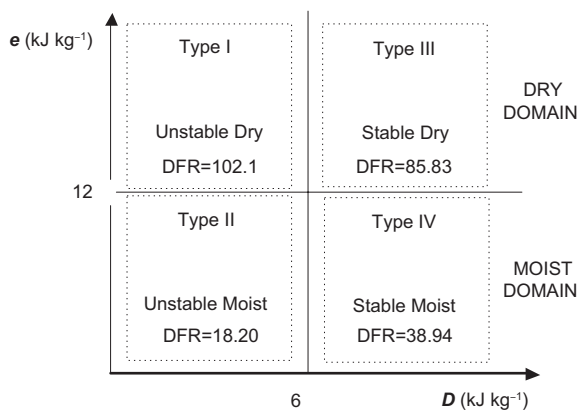 e (kJ kg⁻¹)
Type I
Type III
Unstable Dry
DFR=102.1
Stable Dry
DFR=85.83
DRY
DOMAIN
12
Type II
Type IV
Unstable Moist
DFR=18.20
Stable Moist
DFR=38.94
MOIST
DOMAIN
6
D (kJ kg⁻¹)